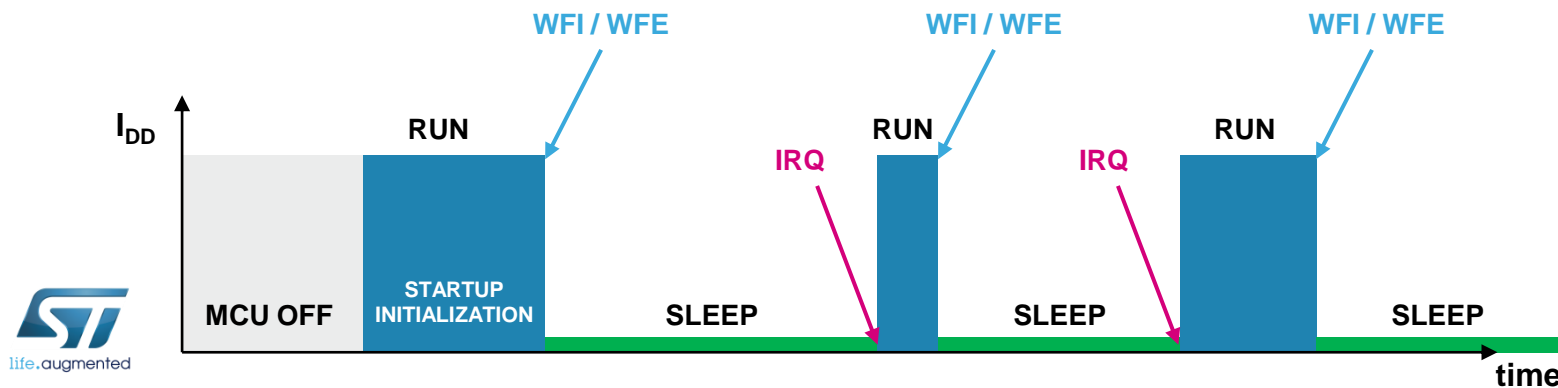 WFI / WFE
WFI / WFE
WFI / WFE
IDD
RUN
RUN
RUN
IRQ
IRQ
MCU OFF
STARTUP
INITIALIZATION
SLEEP
SLEEP
SLEEP
ST
life.augmented
time